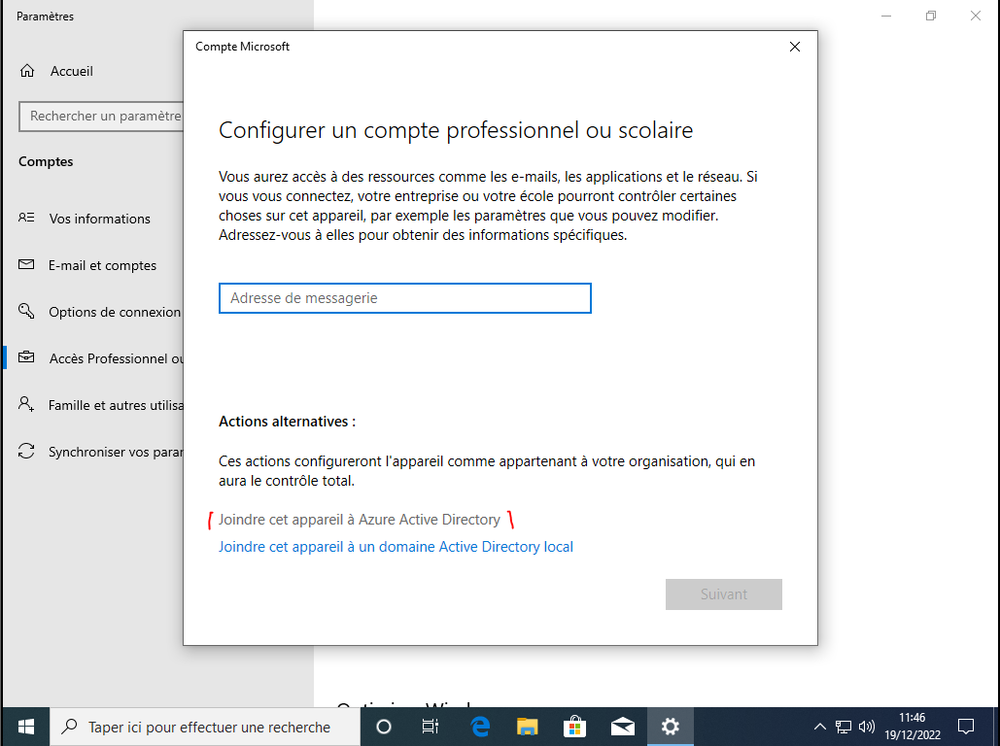 Paramètres
Accueil
Rechercher un paramètre
Comptes
Vos informations
E-mail et comptes
Options de connexion
Accès Professionnel ou
Famille et autres utilisa
Synchroniser vos parar
Compte Microsoft
Configurer un compte professionnel ou scolaire
Vous aurez accès à des ressources comme les e-mails, les applications et le réseau. Si
vous vous connectez, votre entreprise ou votre école pourront contrôler certaines
choses sur cet appareil, par exemple les paramètres que vous pouvez modifier.
Adressez-vous à elles pour obtenir des informations spécifiques.
Adresse de messagerie
Actions alternatives :
Ces actions configureront l'appareil comme appartenant à votre organisation, qui en
aura le contrôle total.
Joindre cet appareil à Azure Active Directory
Joindre cet appareil à un domaine Active Directory local
Suivant
Taper ici pour effectuer une recherche
11:46
19/12/2022